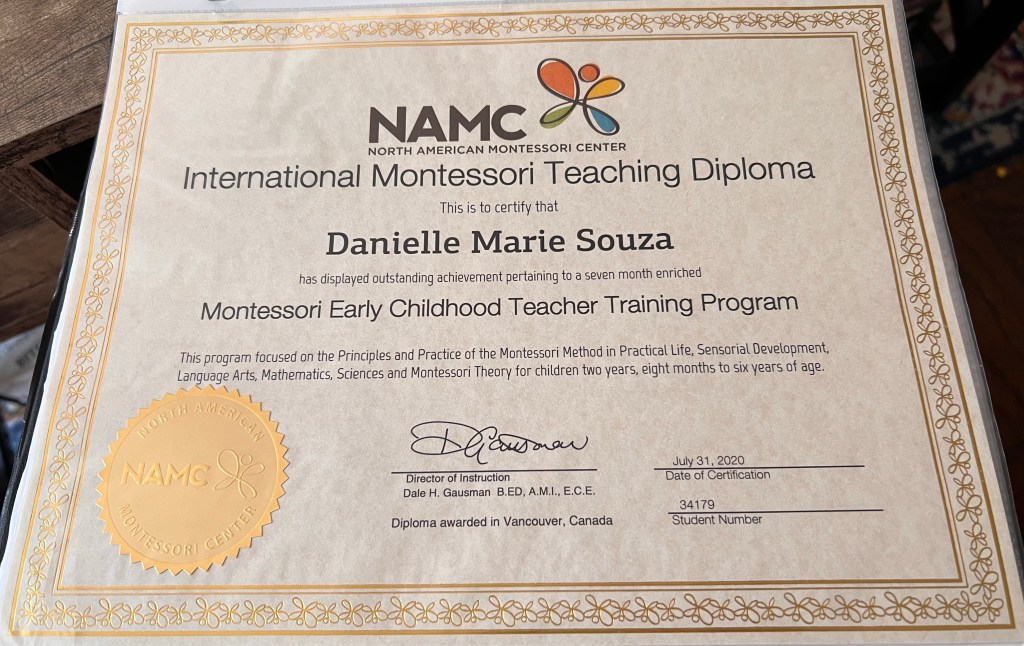 NAMC
NORTH AMERICAN MONTESSORI CENTER
International Montessori Teaching Diploma
This is to certify that
Danielle Marie Souza
has displayed outstanding achievement pertaining to a seven month enriched
Montessori Early Childhood Teacher Training Program
This program focused on the Principles and Practice of the Montessori Method in Practical Life, Sensorial Development,
Language Arts, Mathematics, Sciences and Montessori Theory for children two years, eight months to six years of age.
NORTH AMERICAN
NAMC
MONTESSORI CENTER
D Gausman
Director of Instruction
Dale H. Gausman B.ED, A.M.I., E.C.E.
Diploma awarded in Vancouver, Canada
July 31, 2020
Date of Certification
34179
Student Number